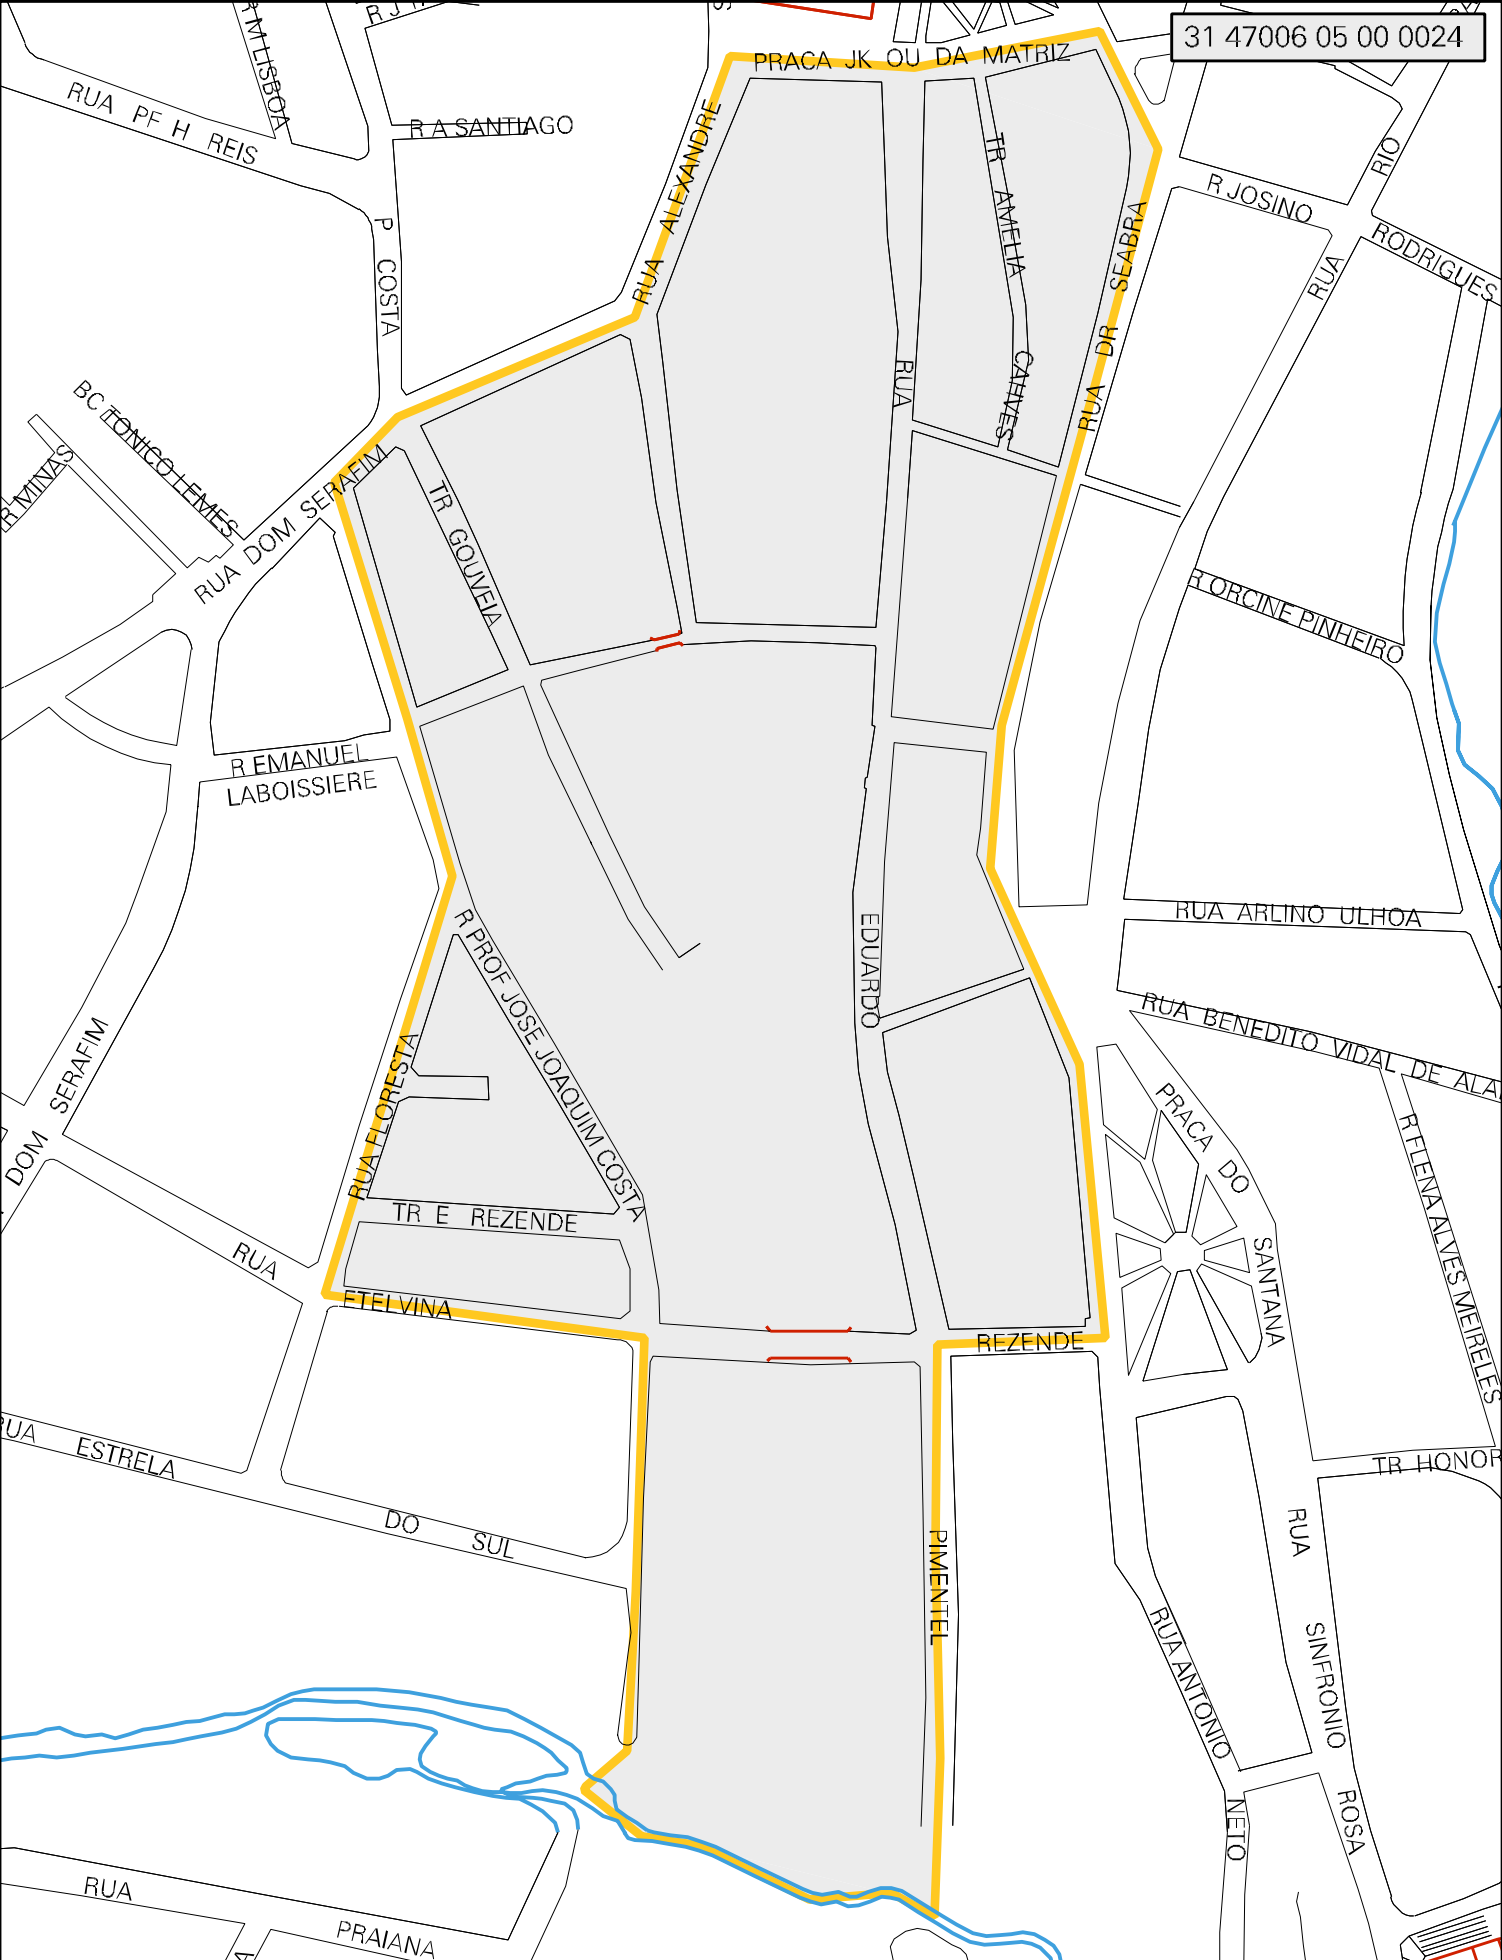 31 47006 05 00 0024
PRACA JK OU DA MATRIZ
R M LISBOA
RUA PF H REIS
R A SANTIAGO
P COSTA
RUA ALEXANDRE
TR AMELIA CAHVES
RUA DR SEABRA
R JOSINO
RODRIGUES
RUA RIO
BC TONICO LEMES
R MINAS
RUA DOM SERAFIM
TR GOUVEIA
R ORCINE PINHEIRO
R EMANUEL
LABOISSIERE
RUA EDUARDO PIMENTEL
RUA ARLINO ULHOA
RUA BENEDITO VIDAL DE ALA
R PROF JOSE JOAQUIM COSTA
RUA FLORESTA
DOM SERAFIM
PRACA DO SANTANA
R ELENA ALVES MEIRELES
TR E REZENDE
RUA ETELVINA REZENDE
RUA ESTRELA DO SUL
TR HONOR
RUA SINFRONIO ROSA
RUA ANTONIO NETO
RUA PRAIANA